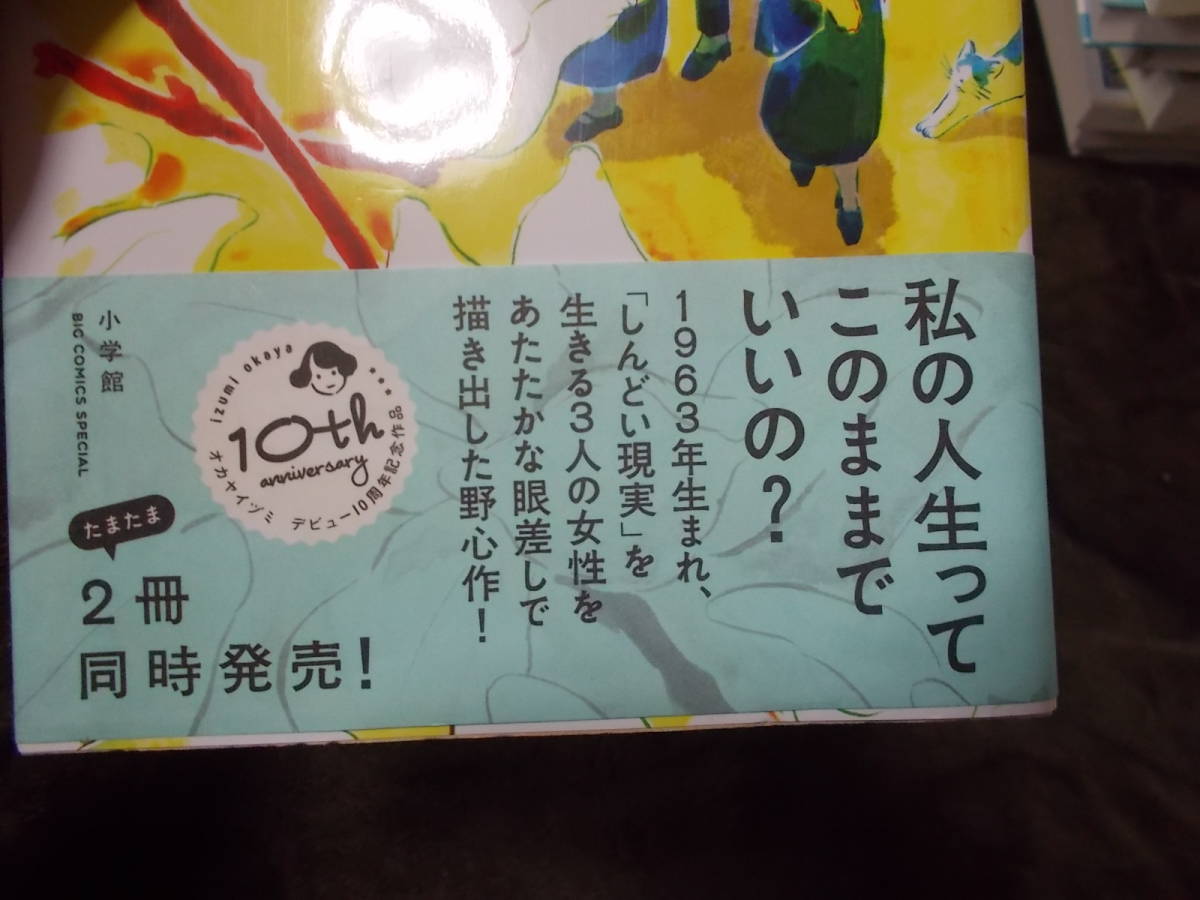 私の人生って
このままで
いいの?
1963年生まれ、
「しんどい現実」を
生きる3人の女性を
あたたかな眼差しで
描き出した野心作!
izumi okaya
10th
anniversary
オカヤイヅミ デビュー10周年記念作品
小学館
BIG COMICS SPECIAL
たまたま
2冊
同時発売!